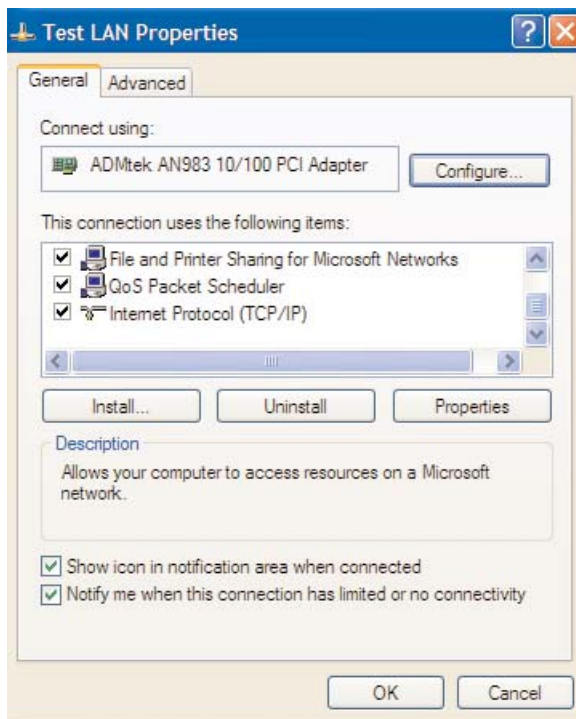 Test LAN Properties
General
Advanced
Connect using:
ADMtek AN983 10/100 PCI Adapter
Configure...
This connection uses the following items:
File and Printer Sharing for Microsoft Networks
QoS Packet Scheduler
Internet Protocol (TCP/IP)
Install...
Uninstall
Properties
Description
Allows your computer to access resources on a Microsoft
network.
Show icon in notification area when connected
Notify me when this connection has limited or no connectivity
OK
Cancel